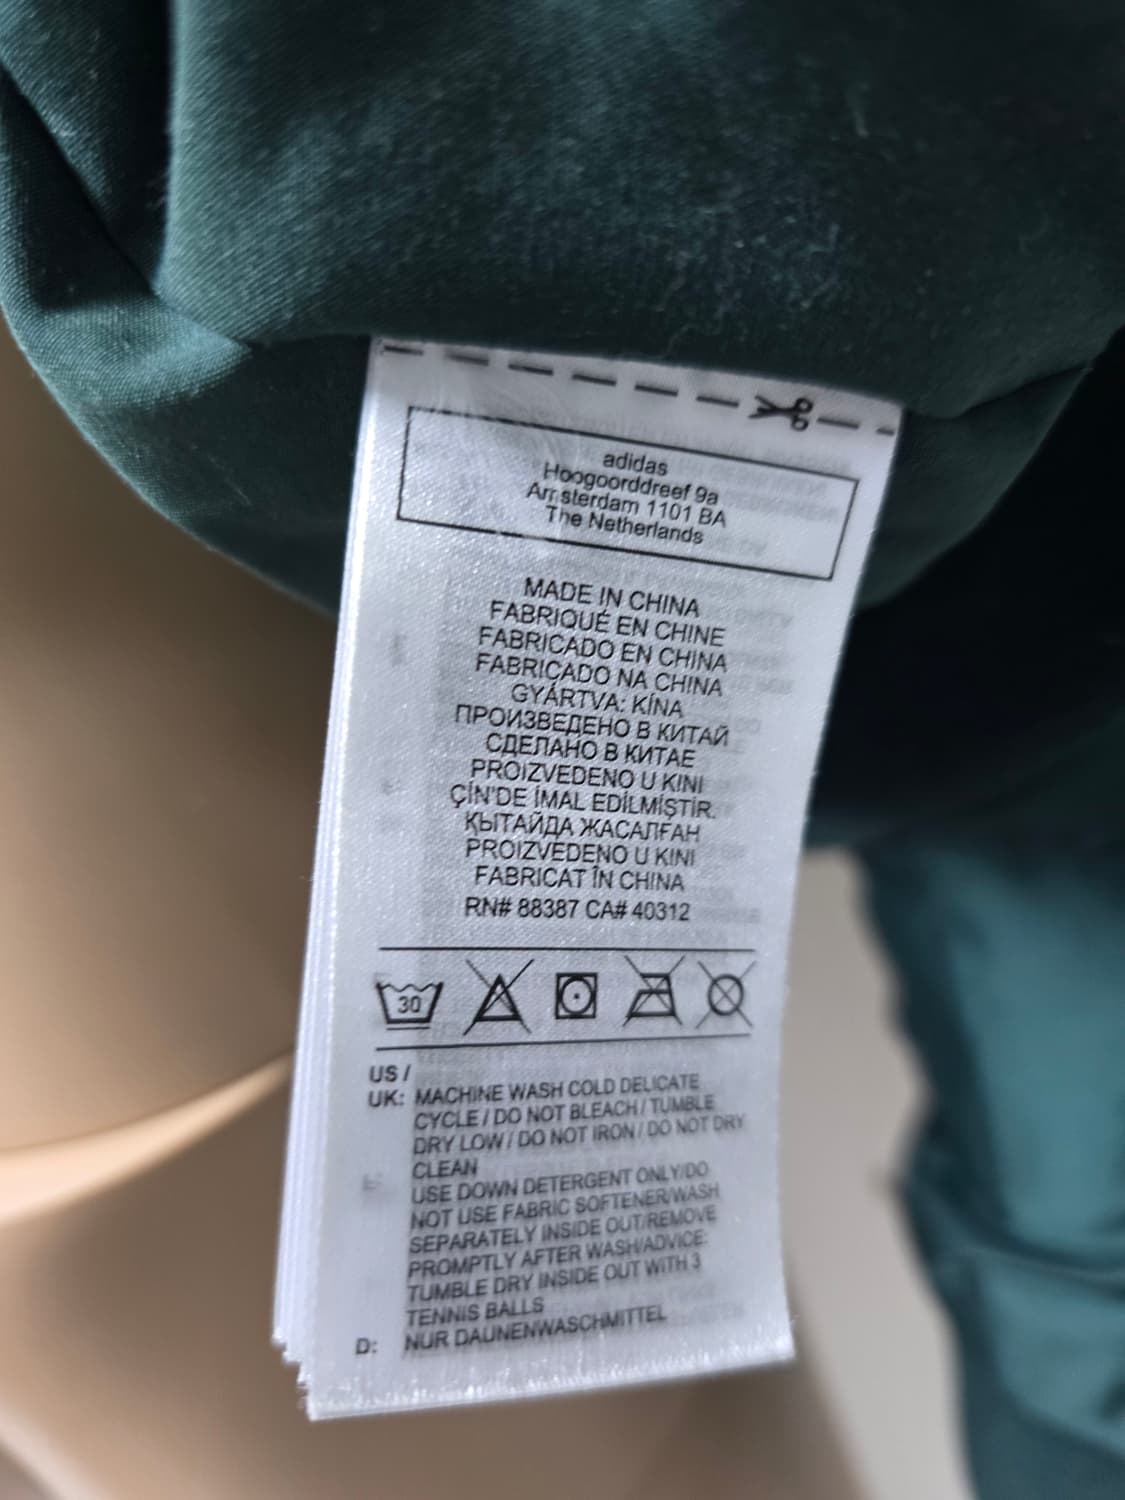 adidas
Hoogoorddreef 9a
Amsterdam 1101 BA
The Netherlands
MADE IN CHINA
FABRIQUÉ EN CHINE
FABRICADO EN CHINA
FABRICADO NA CHINA
GYÁRTVA: KÍNA
ПРОИЗВЕДЕНО В КИТАЙ
СДЕЛАНО В КИТАЕ
PROIZVEDENO U KINI
ÇİN'DE İMAL EDİLMİŞTİR.
ҚЫТАЙДА ЖАСАЛҒАН
PROIZVEDENO U KINI
FABRICAT ÎN CHINA
RN# 88387 CA# 40312
30
US /
UK: MACHINE WASH COLD DELICATE
CYCLE / DO NOT BLEACH / TUMBLE
DRY LOW / DO NOT IRON / DO NOT DRY
CLEAN
USE DOWN DETERGENT ONLY/DO
NOT USE FABRIC SOFTENER/WASH
SEPARATELY INSIDE OUT/REMOVE
PROMPTLY AFTER WASH/ADVICE:
TUMBLE DRY INSIDE OUT WITH 3
TENNIS BALLS
D: NUR DAUNENWASCHMITTEL